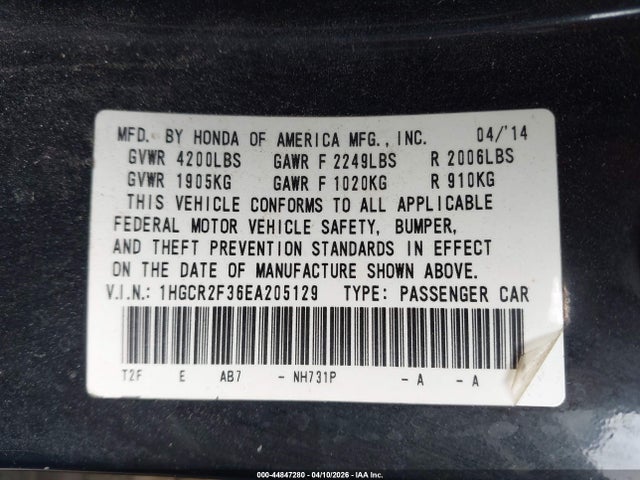 MFD. BY HONDA OF AMERICA MFG., INC. 04/'14
GVWR 4200LBS GAWR F 2249LBS R 2006LBS
GVWR 1905KG GAWR F 1020KG R 910KG
THIS VEHICLE CONFORMS TO ALL APPLICABLE
FEDERAL MOTOR VEHICLE SAFETY, BUMPER,
AND THEFT PREVENTION STANDARDS IN EFFECT
ON THE DATE OF MANUFACTURE SHOWN ABOVE.
V.I.N.: 1HGCR2F36EA205129 TYPE: PASSENGER CAR
T2F E AB7 - NH731P - A - A
000-44847280 - 04/10/2026 - IAA Inc.